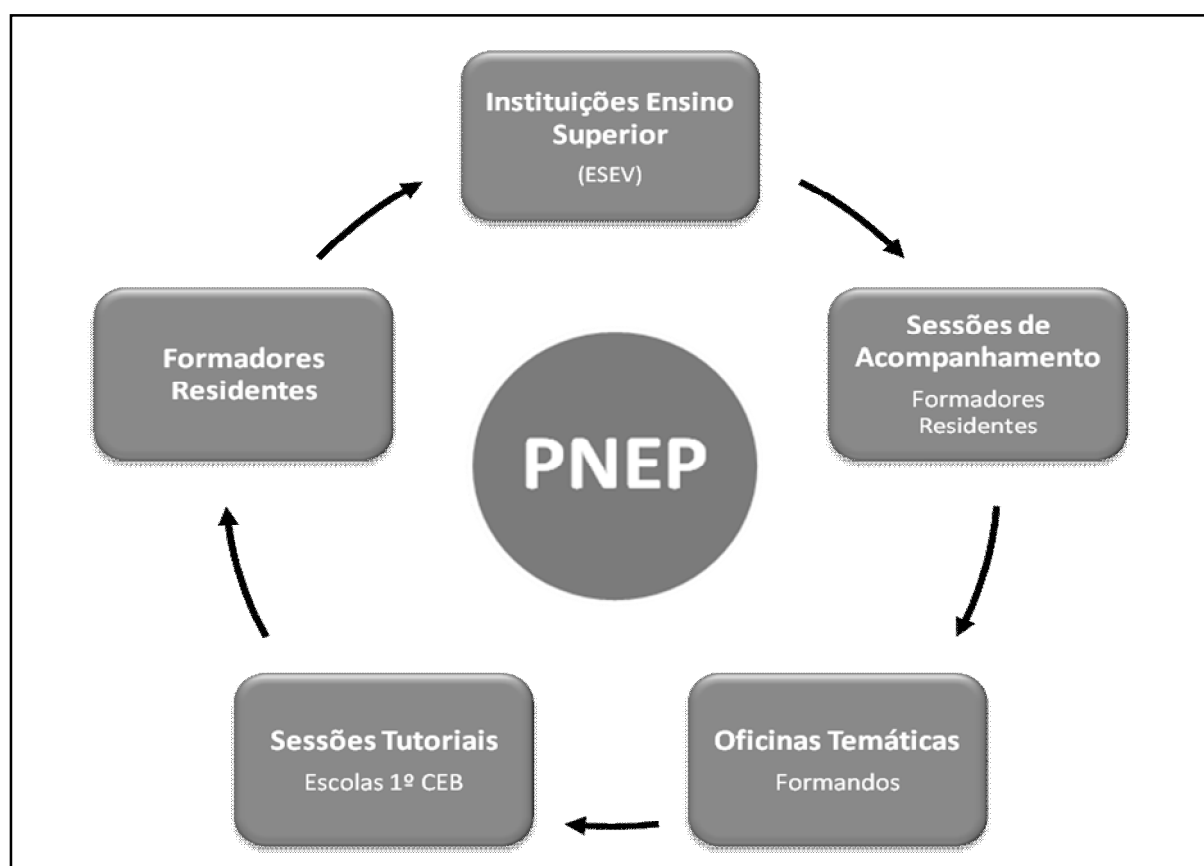 Instituições Ensino
Superior
(ESEV)
Sessões de
Acompanhamento
Formadores
Residentes
Oficinas Temáticas
Formandos
Sessões Tutoriais
Escolas 1º CEB
Formadores
Residentes
PNEP